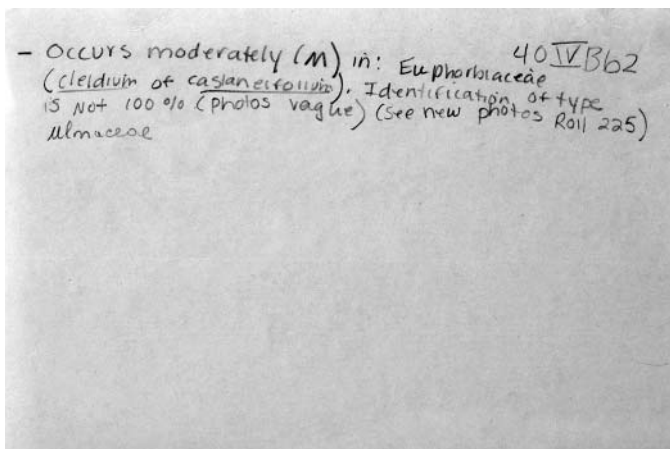 - Occurs moderately (M) in: Euphorbiaceae 40 IV Bb2
(cleidium cf castaneifolium). Identification of type
is not 100% (photos vague) (See new photos Roll 225)
Ulmaceae